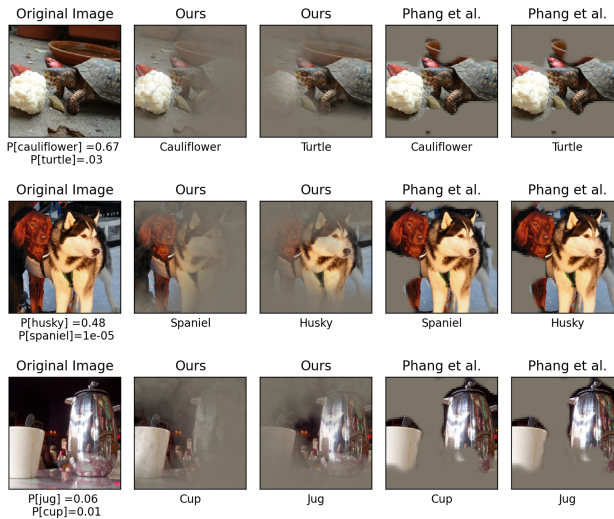 Original Image
Ours
Ours
Phang et al.
Phang et al.
P[cauliflower] =0.67
P[turtle]=.03
Cauliflower
Turtle
Cauliflower
Turtle
Original Image
Ours
Ours
Phang et al.
Phang et al.
P[husky] =0.48
P[spaniel]=1e-05
Spaniel
Husky
Spaniel
Husky
Original Image
Ours
Ours
Phang et al.
Phang et al.
P[jug] =0.06
P[cup]=0.01
Cup
Jug
Cup
Jug